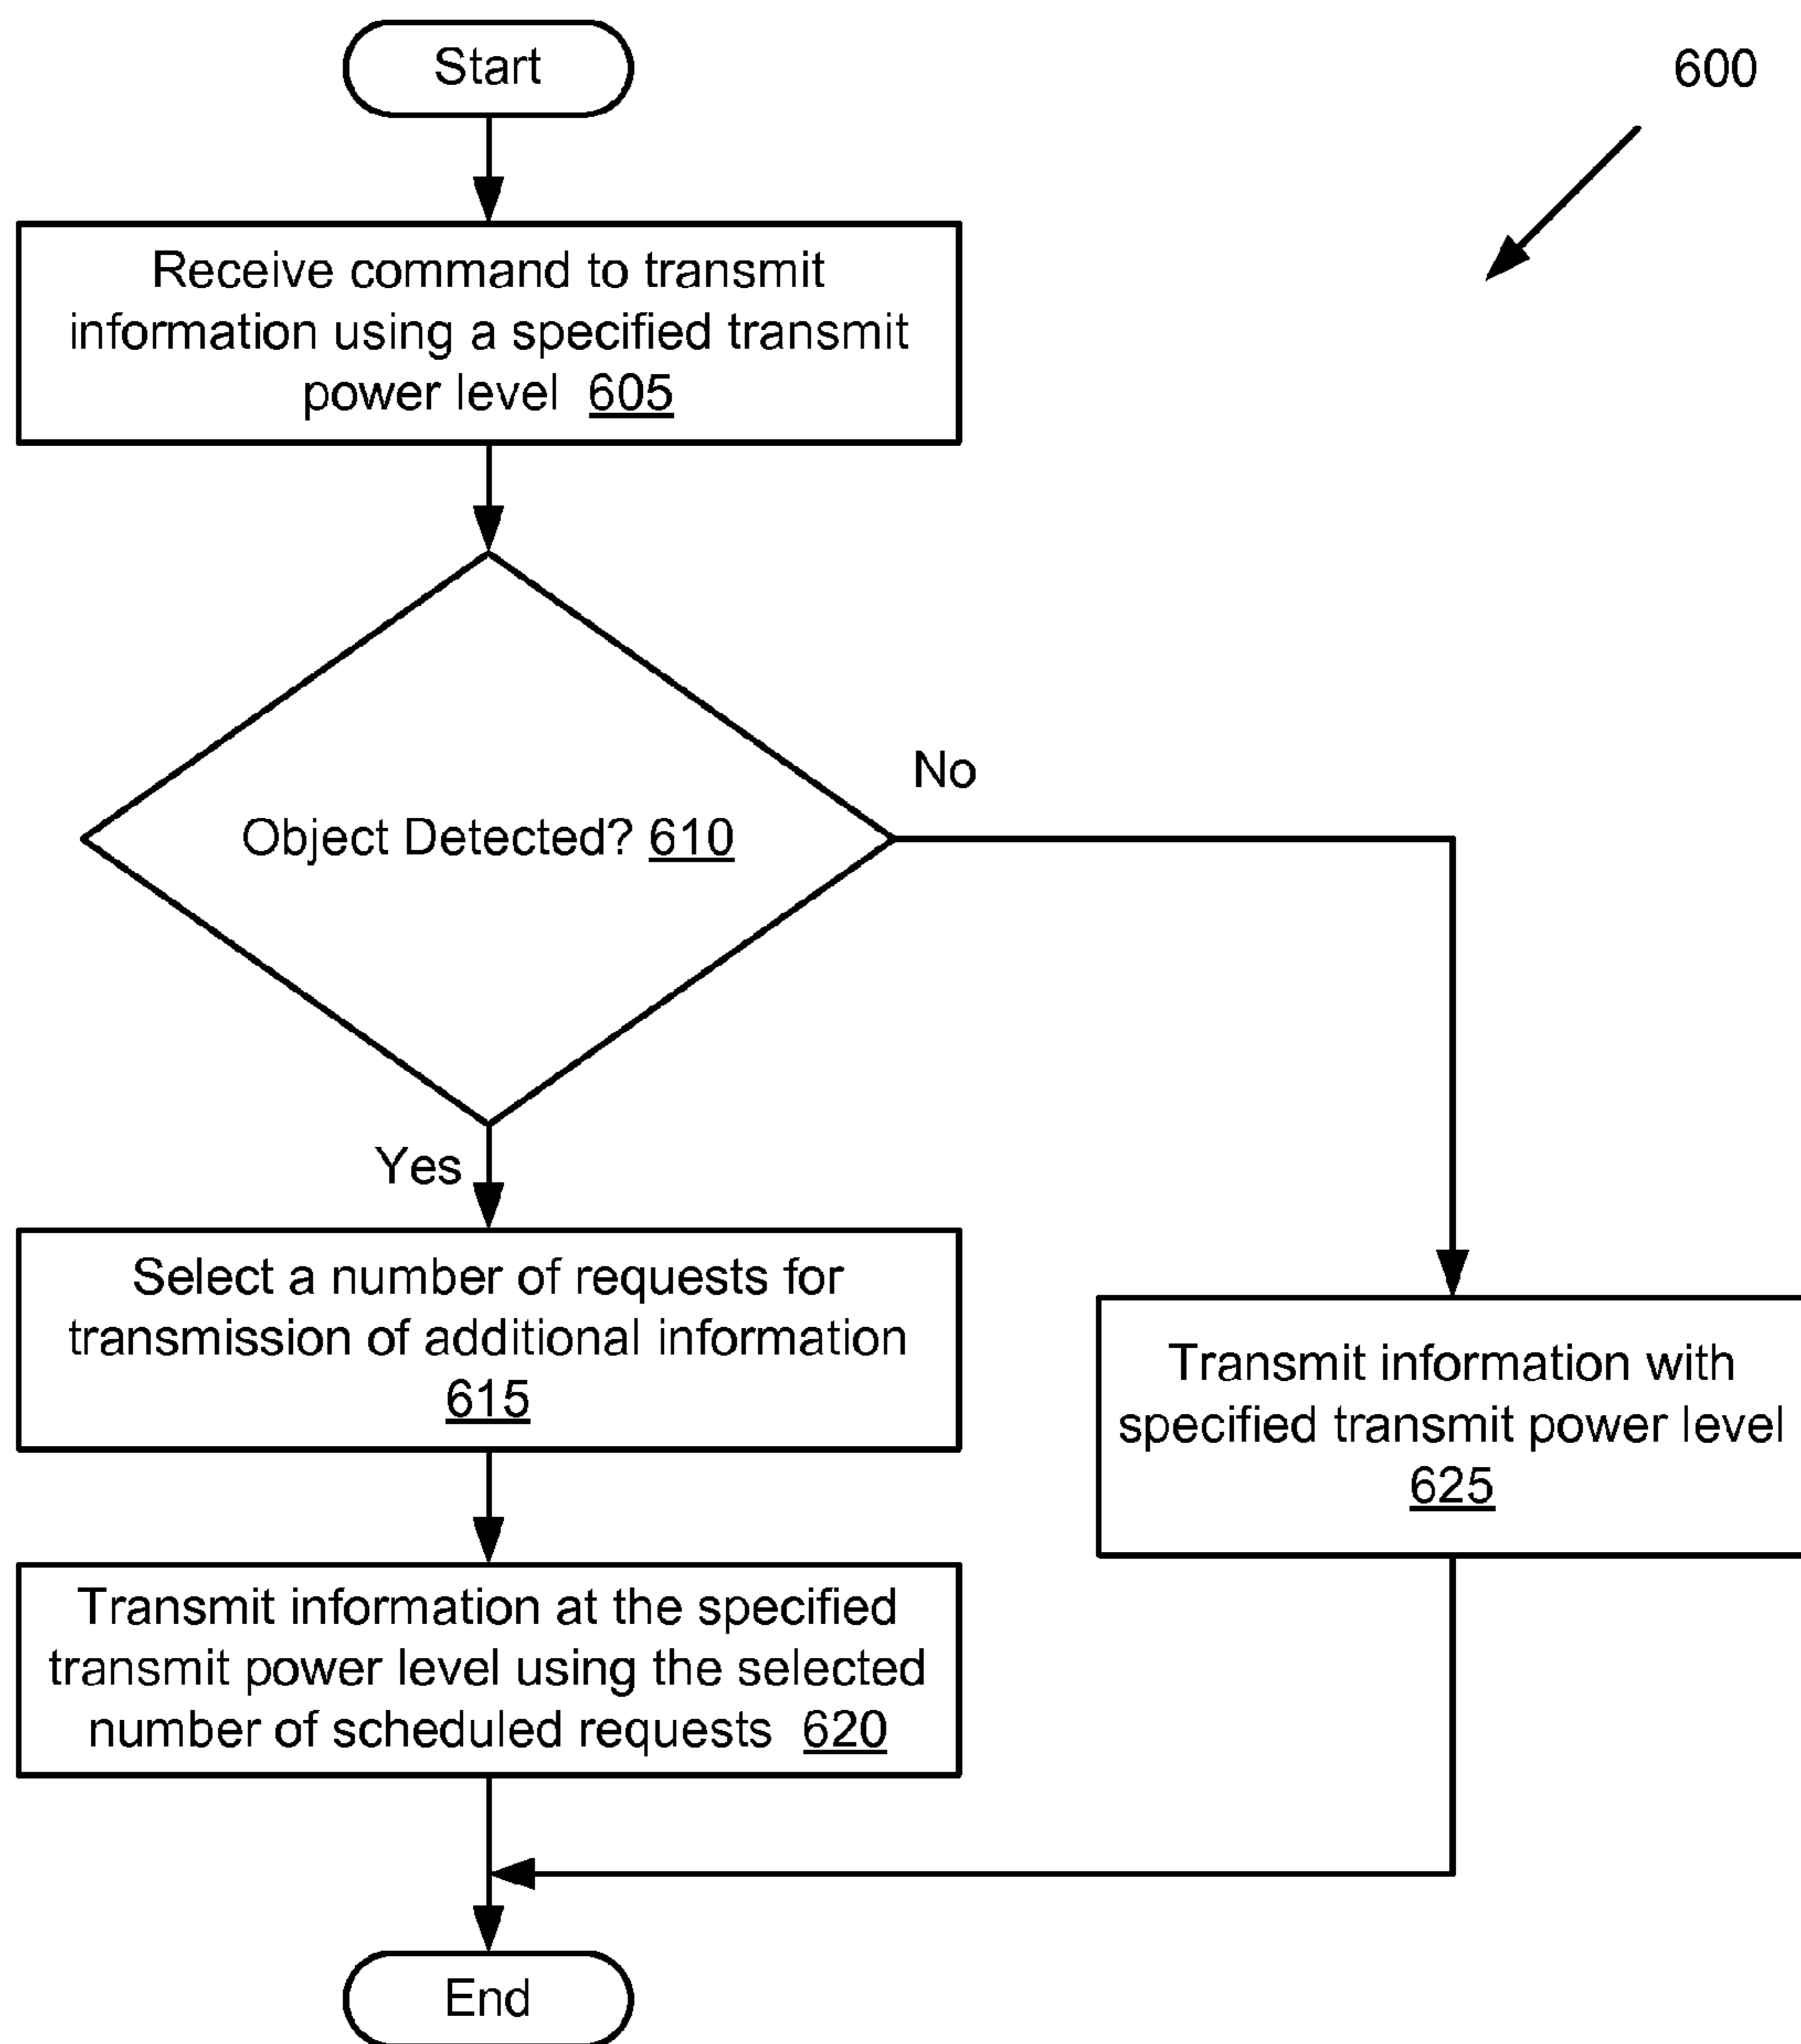 Start
600
Receive command to transmit
information using a specified transmit
power level 605
Object Detected? 610
No
Yes
Select a number of requests for
transmission of additional information
615
Transmit information with
specified transmit power level
625
Transmit information at the specified
transmit power level using the selected
number of scheduled requests 620
End